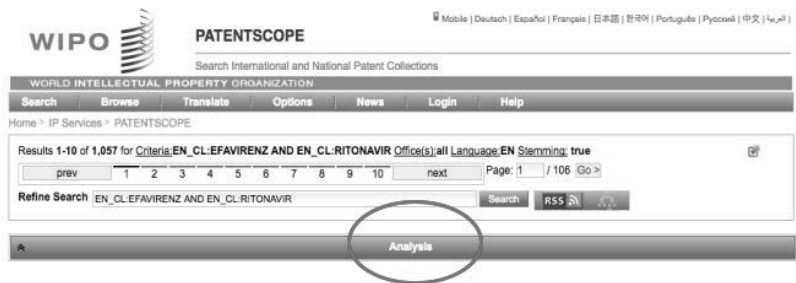 Mobile | Deutsch | Español | Français | 日本語 | 한국어 | Português | Русский | 中文 | العربية |
WIPO
PATENTSCOPE
Search International and National Patent Collections
WORLD INTELLECTUAL PROPERTY ORGANIZATION
Search Browse Translate Options News Login Help
Home > IP Services > PATENTSCOPE
Results 1-10 of 1,057 for Criteria:EFAVIRENZ AND EN_CL:RITONAVIR Office(s):all Language:EN Stemming: true
prev 1 2 3 4 5 6 7 8 9 10 next Page: 1 / 106 Go >
Refine Search EN_CL:EFAVIRENZ AND EN_CL:RITONAVIR Search RSS
Analysis